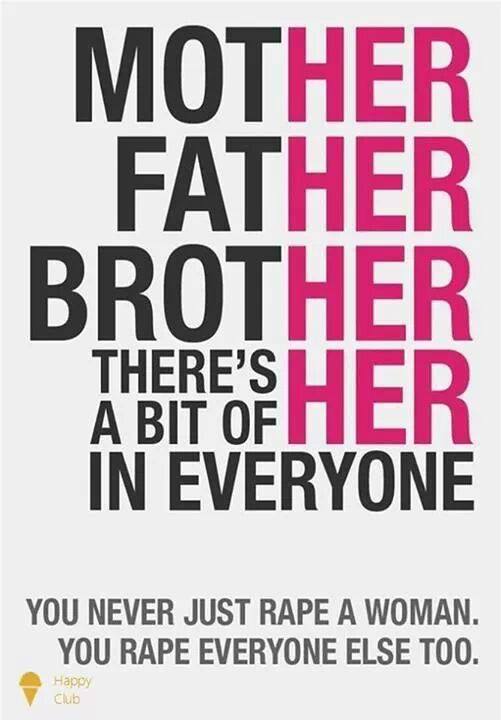 MOTHER
FATHER
BROTHER
THERE'S
A BIT OF HER
IN EVERYONE
YOU NEVER JUST RAPE A WOMAN.
YOU RAPE EVERYONE ELSE TOO.
Happy
Club